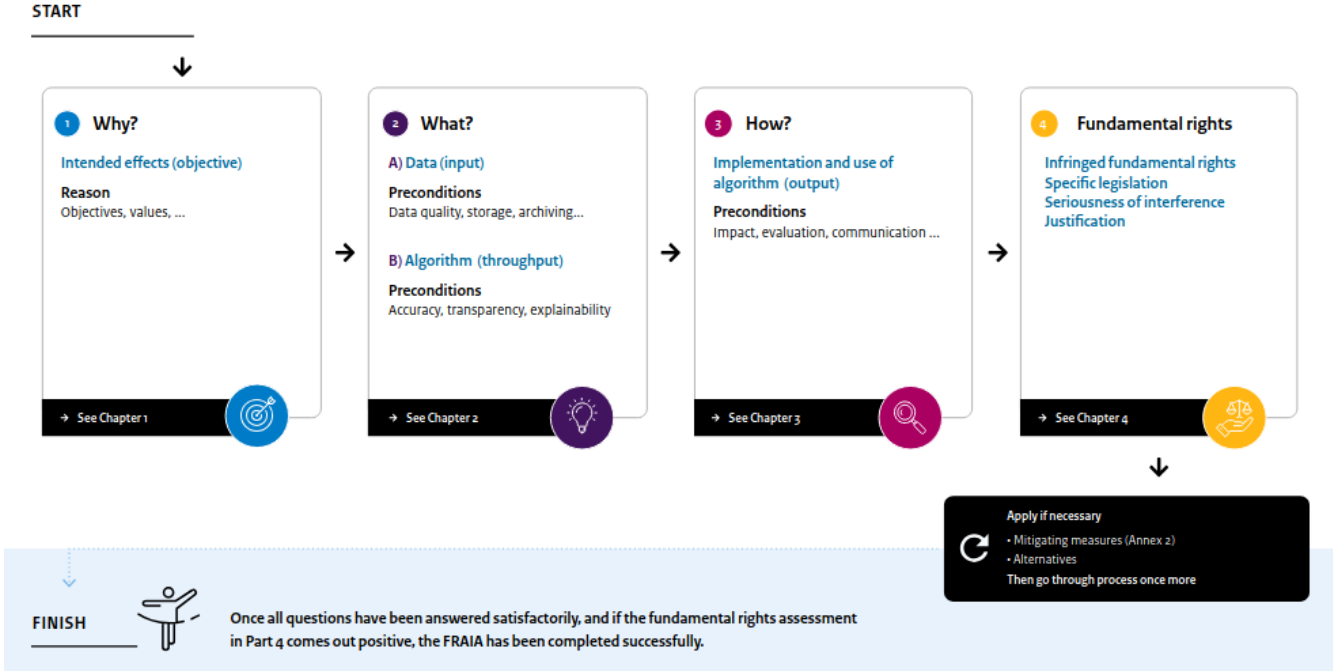 START
1 Why?
Intended effects (objective)
Reason
Objectives, values, ...
→ See Chapter 1
2 What?
A) Data (input)
Preconditions
Data quality, storage, archiving...
B) Algorithm (throughput)
Preconditions
Accuracy, transparency, explainability
→ See Chapter 2
3 How?
Implementation and use of
algorithm (output)
Preconditions
Impact, evaluation, communication ...
→ See Chapter 3
4 Fundamental rights
Infringed fundamental rights
Specific legislation
Seriousness of interference
Justification
→ See Chapter 4
Apply if necessary
• Mitigating measures (Annex 2)
• Alternatives
Then go through process once more
FINISH
Once all questions have been answered satisfactorily, and if the fundamental rights assessment
in Part 4 comes out positive, the FRAIA has been completed successfully.